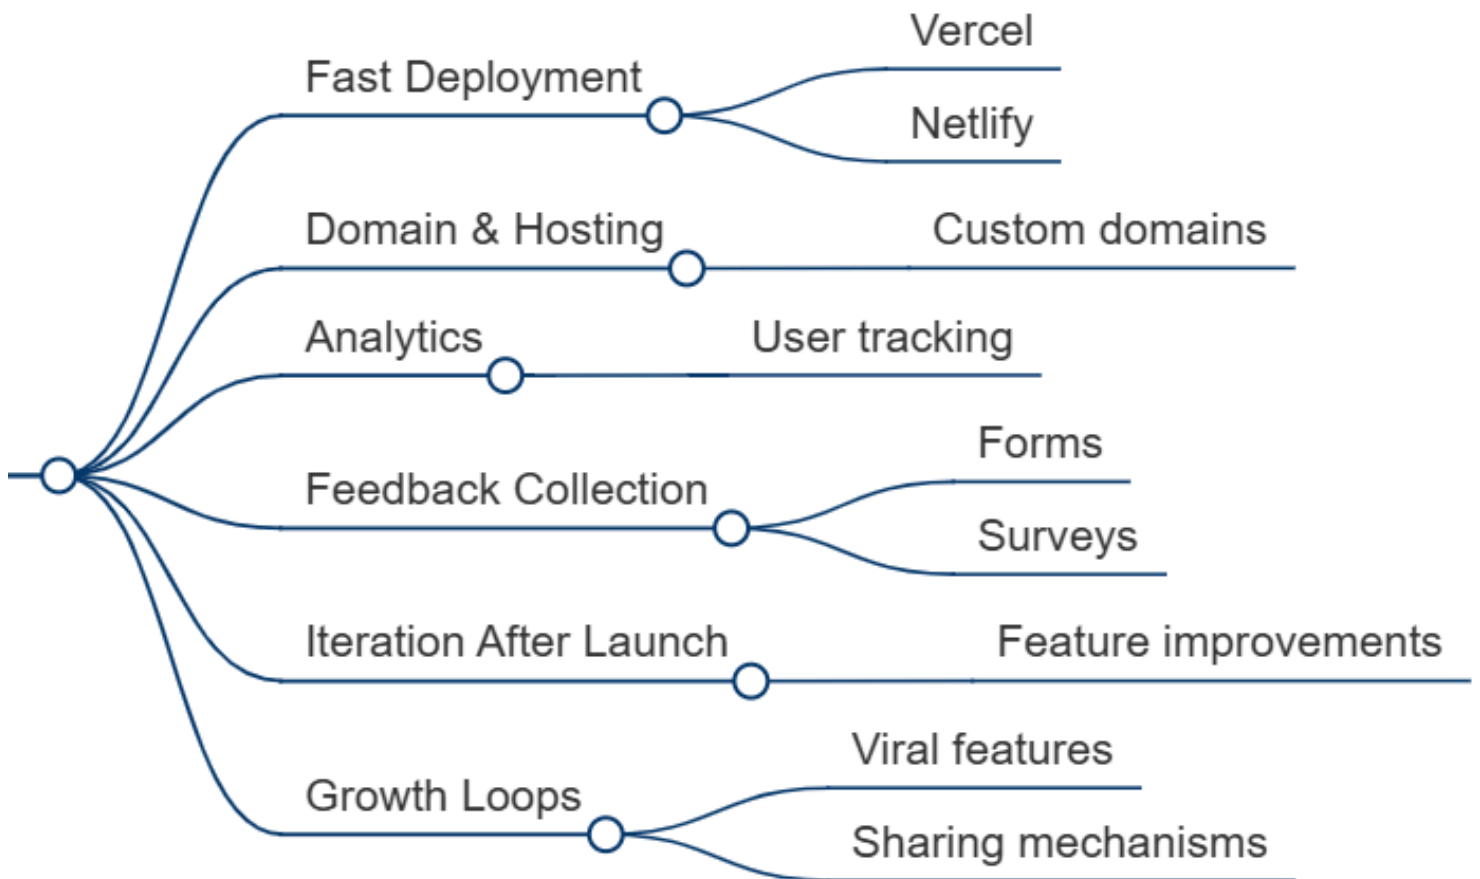 Fast Deployment
Vercel
Netlify
Domain & Hosting
Custom domains
Analytics
User tracking
Feedback Collection
Forms
Surveys
Iteration After Launch
Feature improvements
Growth Loops
Viral features
Sharing mechanisms